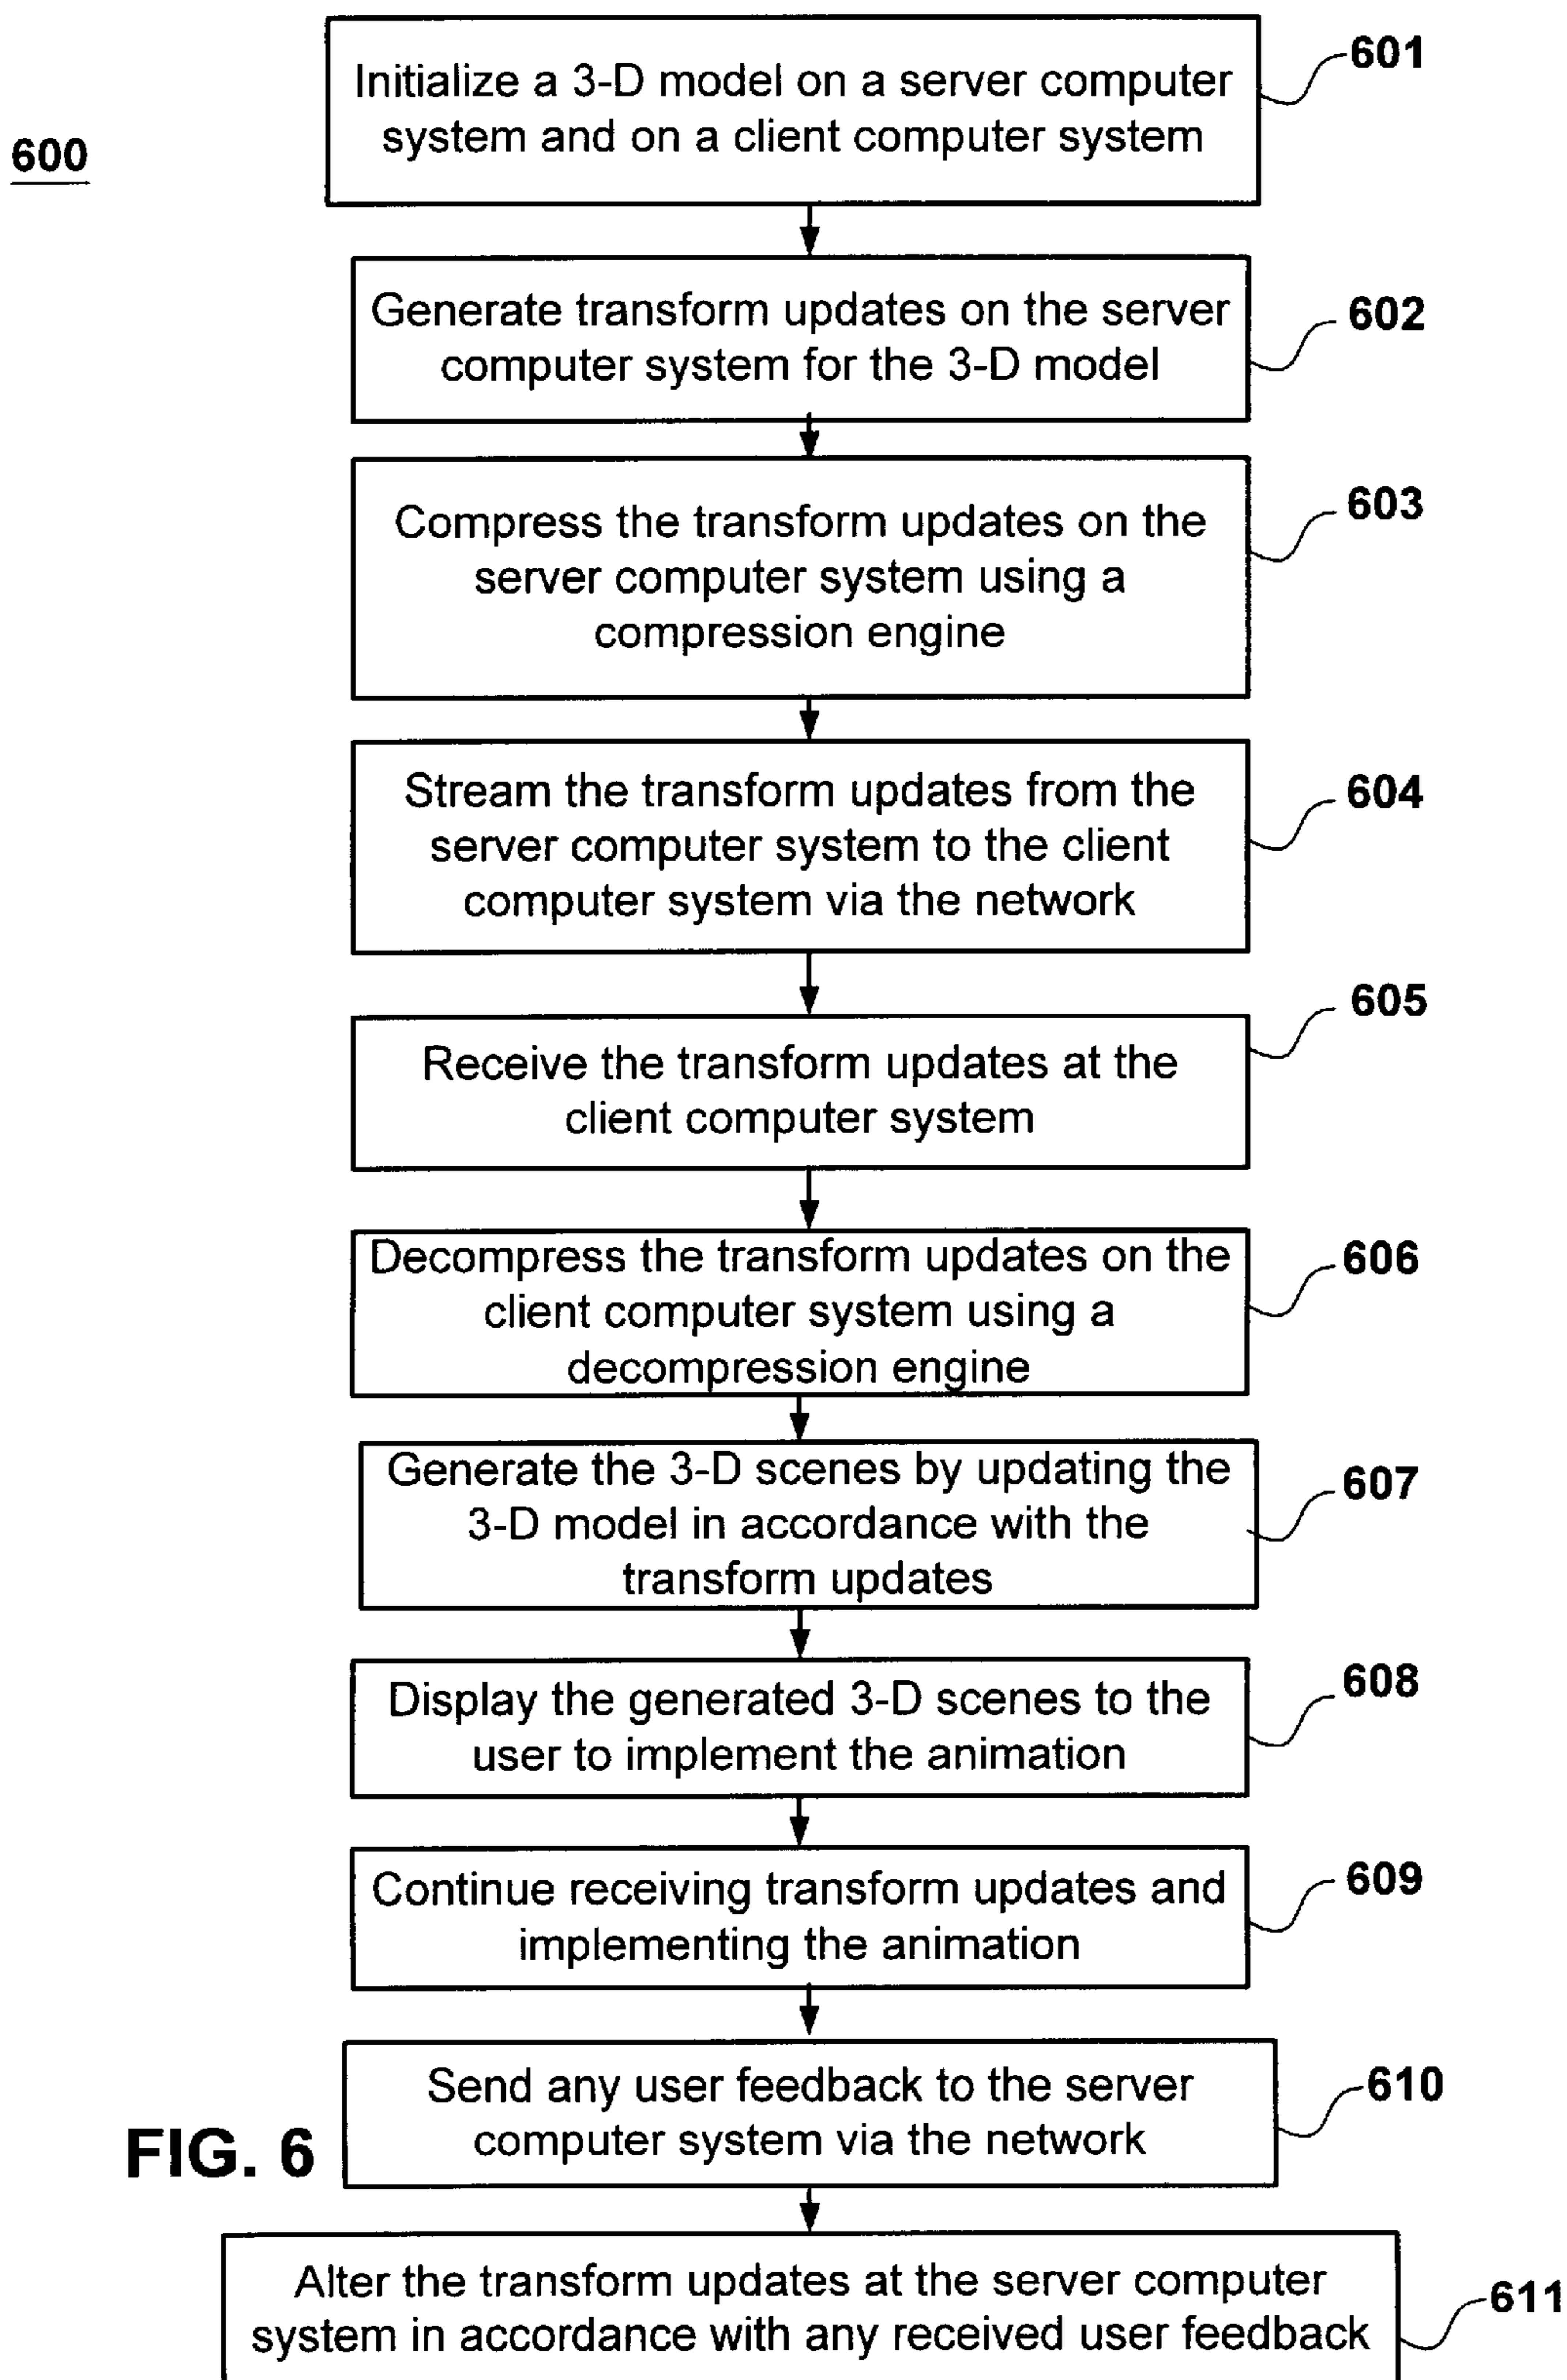 600
Initialize a 3-D model on a server computer
system and on a client computer system
601
Generate transform updates on the server
computer system for the 3-D model
602
Compress the transform updates on the
server computer system using a
compression engine
603
Stream the transform updates from the
server computer system to the client
computer system via the network
604
Receive the transform updates at the
client computer system
605
Decompress the transform updates on the
client computer system using a
decompression engine
606
Generate the 3-D scenes by updating the
3-D model in accordance with the
transform updates
607
Display the generated 3-D scenes to the
user to implement the animation
608
Continue receiving transform updates and
implementing the animation
609
Send any user feedback to the server
computer system via the network
610
FIG. 6
Alter the transform updates at the server computer
system in accordance with any received user feedback
611